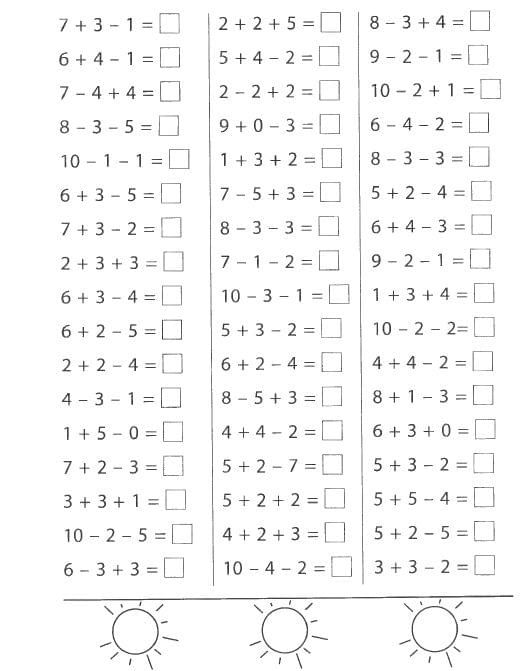 7 + 3 – 1 =
6 + 4 – 1 =
7 – 4 + 4 =
8 – 3 – 5 =
10 – 1 – 1 =
6 + 3 – 5 =
7 + 3 – 2 =
2 + 3 + 3 =
6 + 3 – 4 =
6 + 2 – 5 =
2 + 2 – 4 =
4 – 3 – 1 =
1 + 5 – 0 =
7 + 2 – 3 =
3 + 3 + 1 =
10 – 2 – 5 =
6 – 3 + 3 =
2 + 2 + 5 =
5 + 4 – 2 =
2 – 2 + 2 =
9 + 0 – 3 =
1 + 3 + 2 =
7 – 5 + 3 =
8 – 3 – 3 =
7 – 1 – 2 =
10 – 3 – 1 =
5 + 3 – 2 =
6 + 2 – 4 =
8 – 5 + 3 =
4 + 4 – 2 =
5 + 2 – 7 =
5 + 2 + 2 =
4 + 2 + 3 =
10 – 4 – 2 =
8 – 3 + 4 =
9 – 2 – 1 =
10 – 2 + 1 =
6 – 4 – 2 =
8 – 3 – 3 =
5 + 2 – 4 =
6 + 4 – 3 =
9 – 2 – 1 =
1 + 3 + 4 =
10 – 2 – 2=
4 + 4 – 2 =
8 + 1 – 3 =
6 + 3 + 0 =
5 + 3 – 2 =
5 + 5 – 4 =
5 + 2 – 5 =
3 + 3 – 2 =